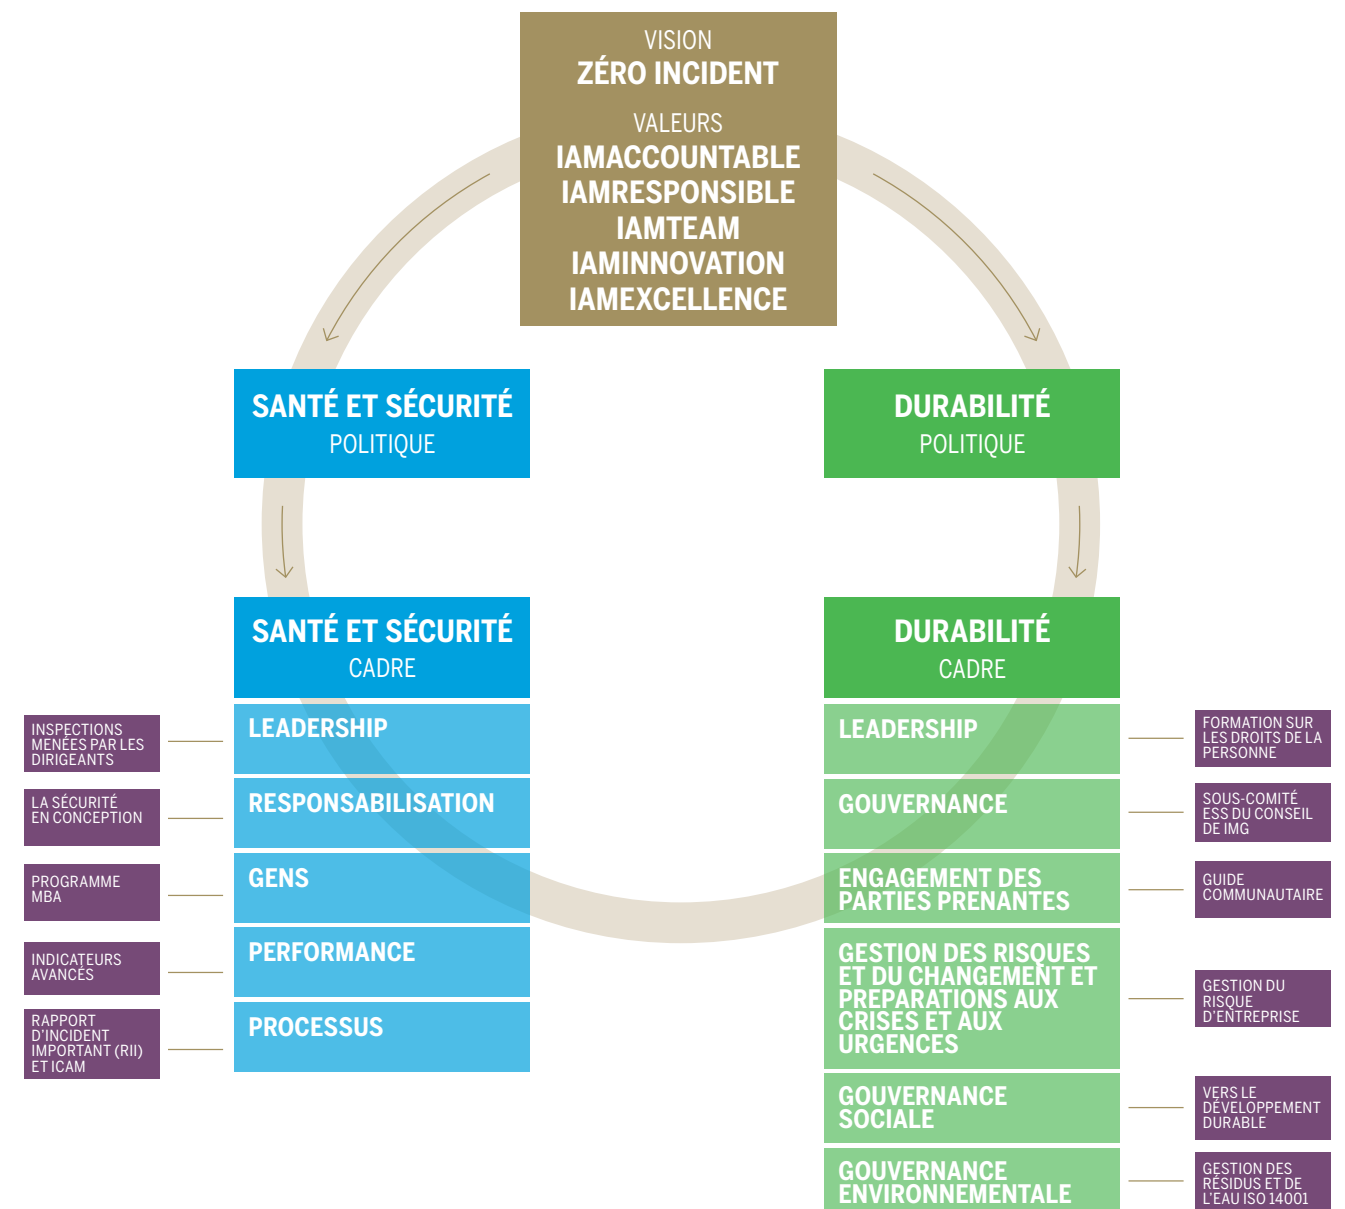 VISION
ZÉRO INCIDENT
VALEURS
IAMACCOUNTABLE
IAMRESPONSIBLE
IAMTEAM
IAMINNOVATION
IAMEXCELLENCE
SANTÉ ET SÉCURITÉ
POLITIQUE
DURABILITÉ
POLITIQUE
SANTÉ ET SÉCURITÉ
CADRE
LEADERSHIP
RESPONSABILISATION
GENS
PERFORMANCE
PROCESSUS
INSPECTIONS
MENÉES PAR LES
DIRIGEANTS
LA SÉCURITÉ
EN CONCEPTION
PROGRAMME
MBA
INDICATEURS
AVANCÉS
RAPPORT
D'INCIDENT
IMPORTANT (RII)
ET ICAM
DURABILITÉ
CADRE
LEADERSHIP
GOUVERNANCE
ENGAGEMENT DES
PARTIES PRENANTES
GESTION DES RISQUES
ET DU CHANGEMENT ET
PRÉPARATIONS AUX
CRISES ET AUX
URGENCES
GOUVERNANCE
SOCIALE
GOUVERNANCE
ENVIRONNEMENTALE
FORMATION SUR
LES DROITS DE LA
PERSONNE
SOUS-COMITÉ
ESS DU CONSEIL
DE IMG
GUIDE
COMMUNAUTAIRE
GESTION DU
RISQUE
D'ENTREPRISE
VERS LE
DÉVELOPPEMENT
DURABLE
GESTION DES
RÉSIDUS ET DE
L'EAU ISO 14001